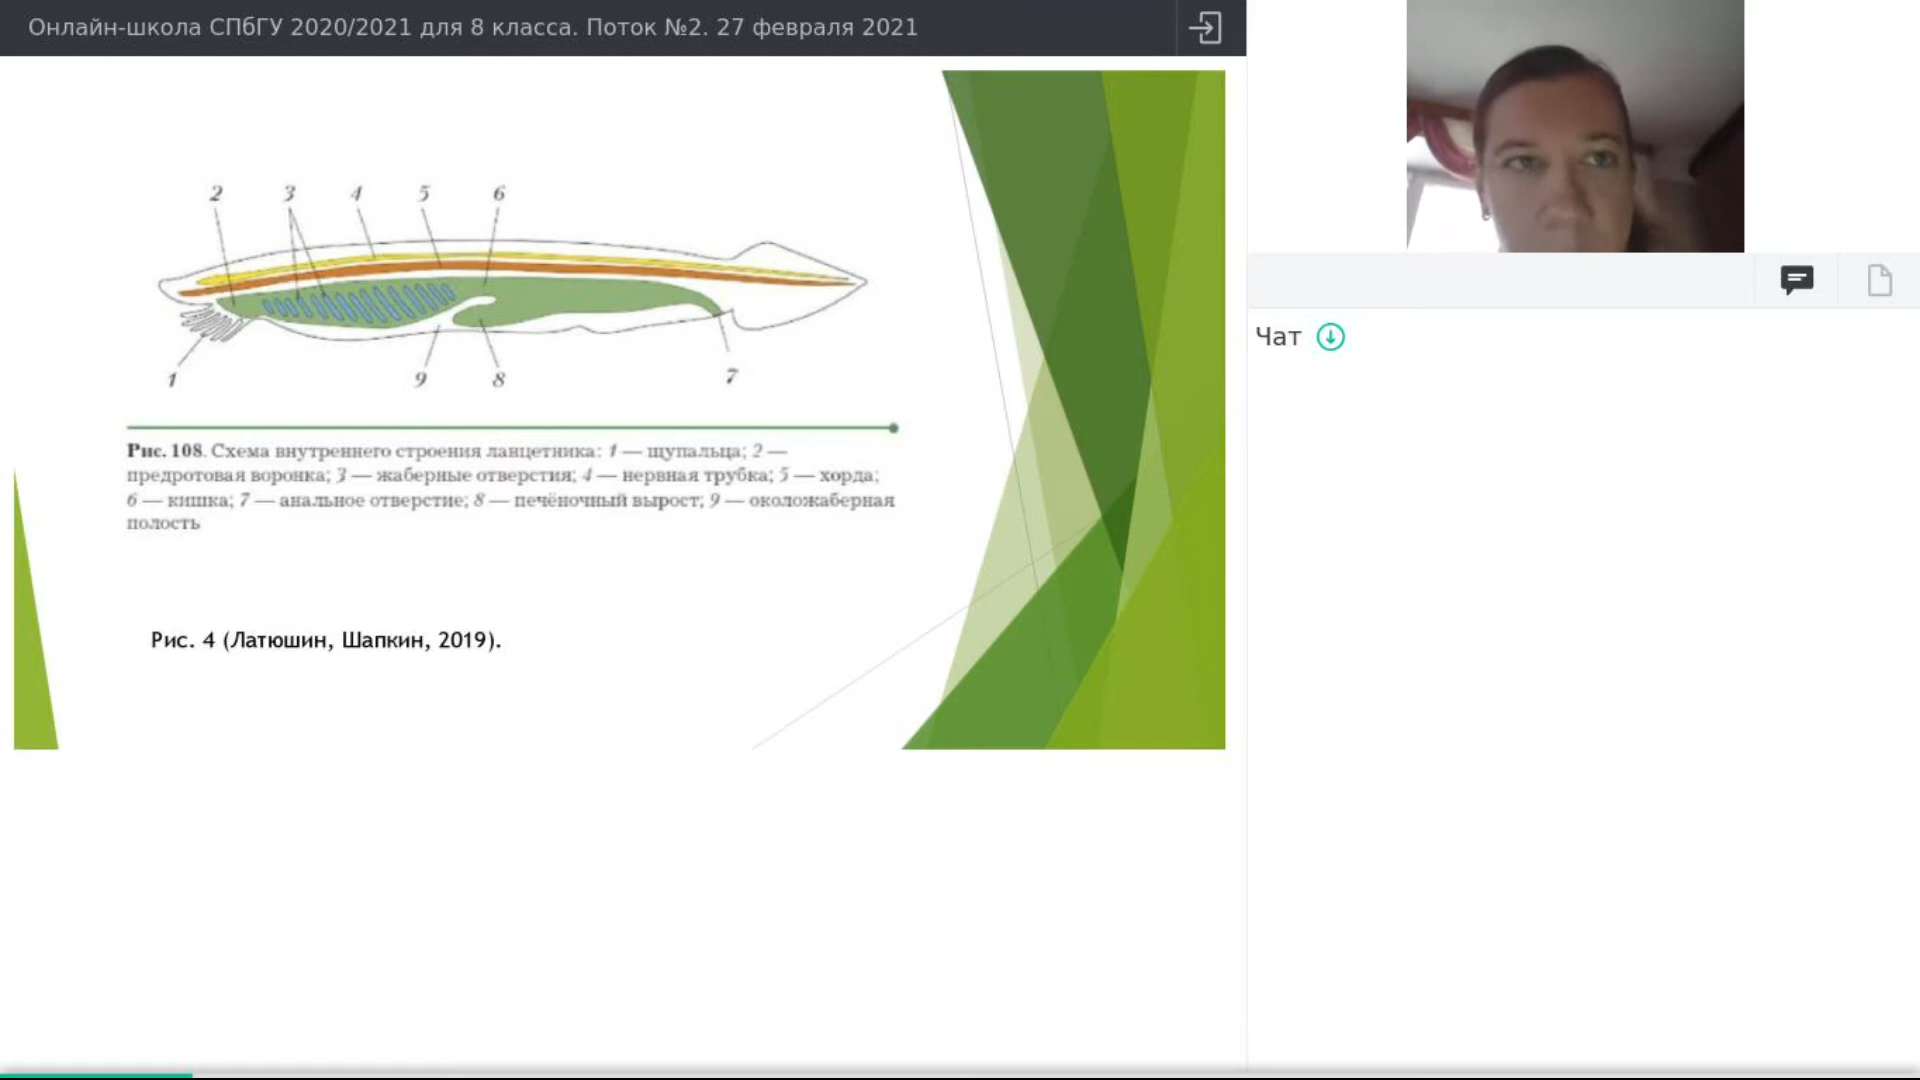 Онлайн-школа СПбГУ 2020/2021 для 8 класса. Поток №2. 27 февраля 2021
2 3 4 5 6
1 9 8 7
Рис. 108. Схема внутреннего строения ланцетника: 1 — щупальца; 2 —
предротовая воронка; 3 — жаберные отверстия; 4 — нервная трубка; 5 — хорда;
6 — кишка; 7 — анальное отверстие; 8 — печёночный вырост; 9 — околожаберная
полость
Рис. 4 (Латюшин, Шапкин, 2019).
Чат